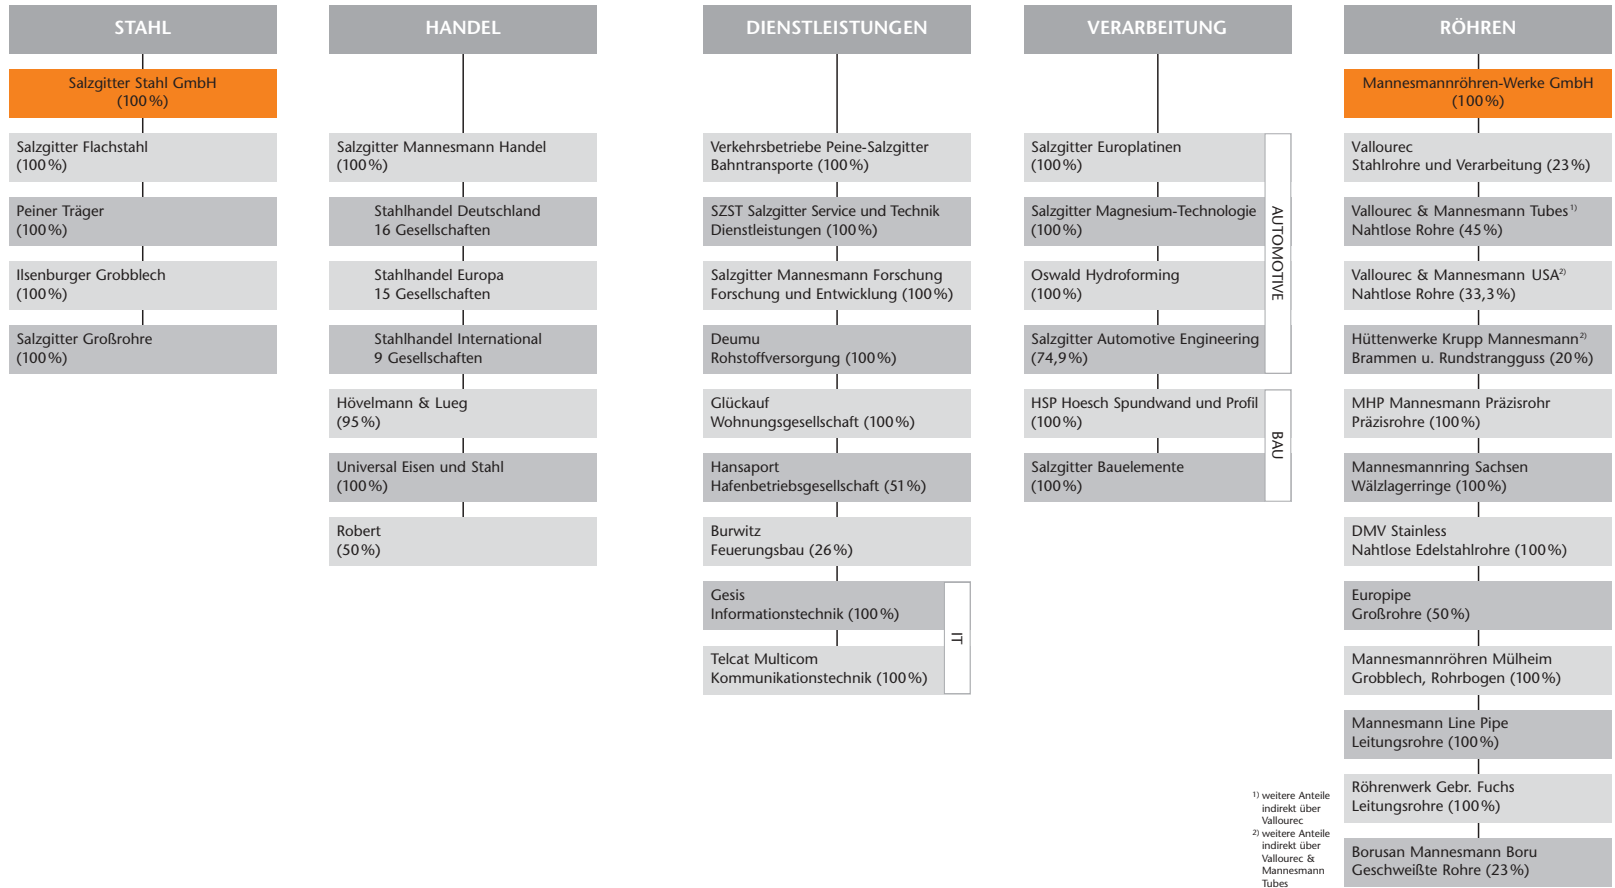 STAHL
Salzgitter Stahl GmbH
(100 %)
Salzgitter Flachstahl
(100 %)
Peiner Träger
(100 %)
Ilsenburger Grobblech
(100 %)
Salzgitter Großrohre
(100 %)
HANDEL
Salzgitter Mannesmann Handel
(100 %)
Stahlhandel Deutschland
16 Gesellschaften
Stahlhandel Europa
15 Gesellschaften
Stahlhandel International
9 Gesellschaften
Hövelmann & Lueg
(95 %)
Universal Eisen und Stahl
(100 %)
Robert
(50 %)
DIENSTLEISTUNGEN
Verkehrsbetriebe Peine-Salzgitter
Bahntransporte (100 %)
SZST Salzgitter Service und Technik
Dienstleistungen (100 %)
Salzgitter Mannesmann Forschung
Forschung und Entwicklung (100 %)
Deumu
Rohstoffversorgung (100 %)
Glückauf
Wohnungsgesellschaft (100 %)
Hansaport
Hafenbetriebsgesellschaft (51 %)
Burwitz
Feuerungsbau (26 %)
Gesis
Informationstechnik (100 %)
Telcat Multicom
Kommunikationstechnik (100 %)
IT
VERARBEITUNG
Salzgitter Europlatinen
(100 %)
Salzgitter Magnesium-Technologie
(100 %)
Oswald Hydroforming
(100 %)
Salzgitter Automotive Engineering
(74,9 %)
AUTOMOTIVE
HSP Hoesch Spundwand und Profil
(100 %)
Salzgitter Bauelemente
(100 %)
BAU
RÖHREN
Mannesmannröhren-Werke GmbH
(100 %)
Vallourec
Stahlrohre und Verarbeitung (23 %)
Vallourec & Mannesmann Tubes 1)
Nahtlose Rohre (45 %)
Vallourec & Mannesmann USA2)
Nahtlose Rohre (33,3 %)
Hüttenwerke Krupp Mannesmann2)
Brammen u. Rundstrangguss (20 %)
MHP Mannesmann Präzisrohr
Präzisrohre (100 %)
Mannesmannring Sachsen
Wälzlagerringe (100 %)
DMV Stainless
Nahtlose Edelstahlrohre (100 %)
Europipe
Großrohre (50 %)
Mannesmannröhren Mülheim
Grobblech, Rohrbogen (100 %)
Mannesmann Line Pipe
Leitungsrohre (100 %)
Röhrenwerk Gebr. Fuchs
Leitungsrohre (100 %)
Borusan Mannesmann Boru
Geschweißte Rohre (23 %)
1) weitere Anteile
indirekt über
Vallourec
2) weitere Anteile
indirekt über
Vallourec &
Mannesmann
Tubes